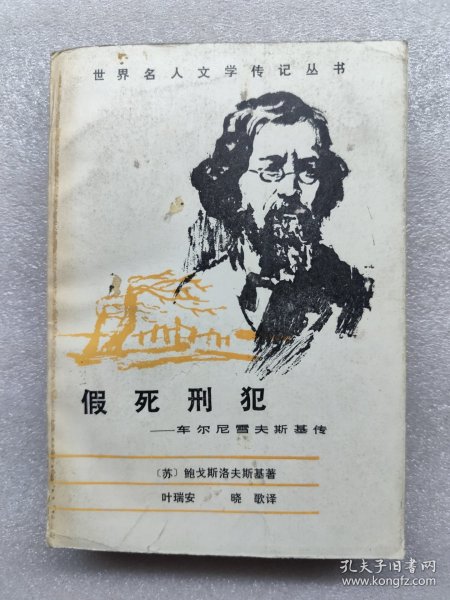 世界名人文学传记丛书
假死刑犯
——车尔尼雪夫斯基传
〔苏〕鲍戈斯洛夫斯基著
叶瑞安 晓歌译
孔夫子旧书网
www.kongfz.com